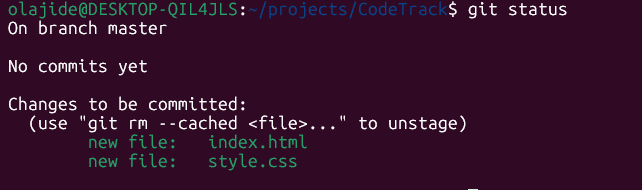 olajide@DESKTOP-QIL4JLS:~/projects/CodeTrack$ git status
On branch master
No commits yet
Changes to be committed:
(use "git rm --cached <file>..." to unstage)
new file: index.html
new file: style.css